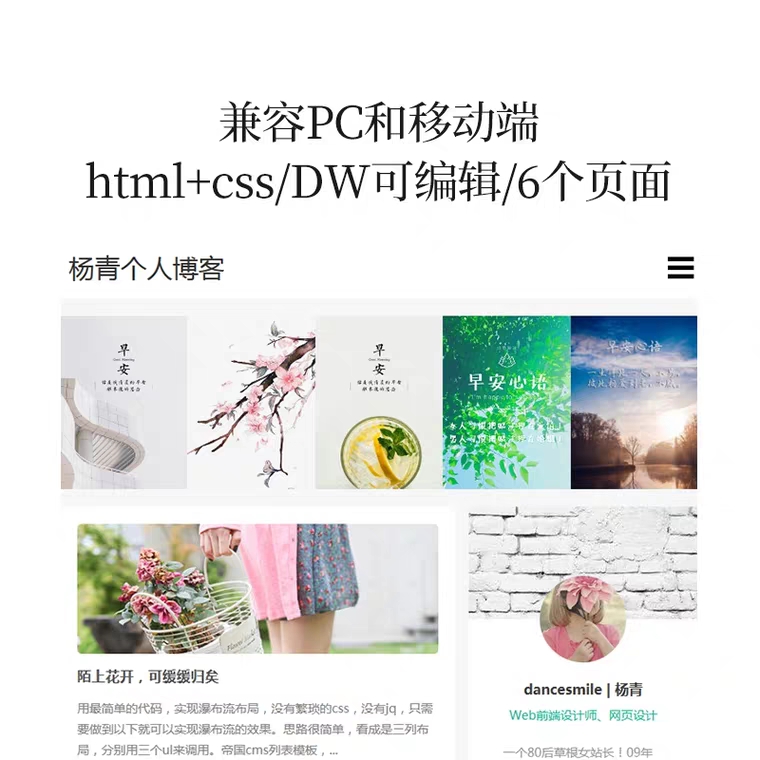 兼容PC和移动端
html+css/DW可编辑/6个页面
杨青个人博客
早
安
早
安
早安心语
早安心语
陌上花开，可缓缓归矣
用最简单的代码，实现瀑布流布局，没有繁琐的css，没有jq，只需
要做到以下就可以实现瀑布流的效果。思路很简单，看成是三列布
局，分别用三个ul来调用。帝国cms列表模板，...
dancesmile | 杨青
Web前端设计师、网页设计
一个80后草根女站长！09年